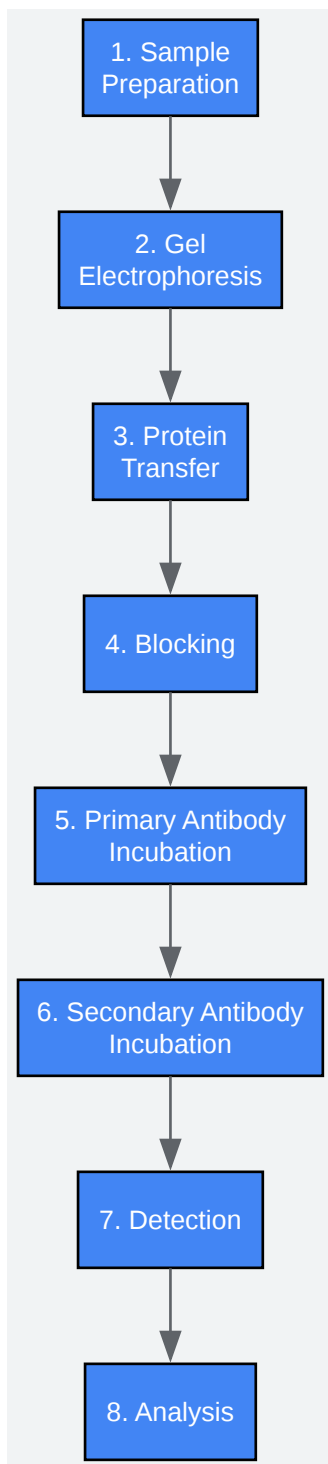 1. Sample
Preparation
2. Gel
Electrophoresis
3. Protein
Transfer
4. Blocking
5. Primary Antibody
Incubation
6. Secondary Antibody
Incubation
7. Detection
8. Analysis